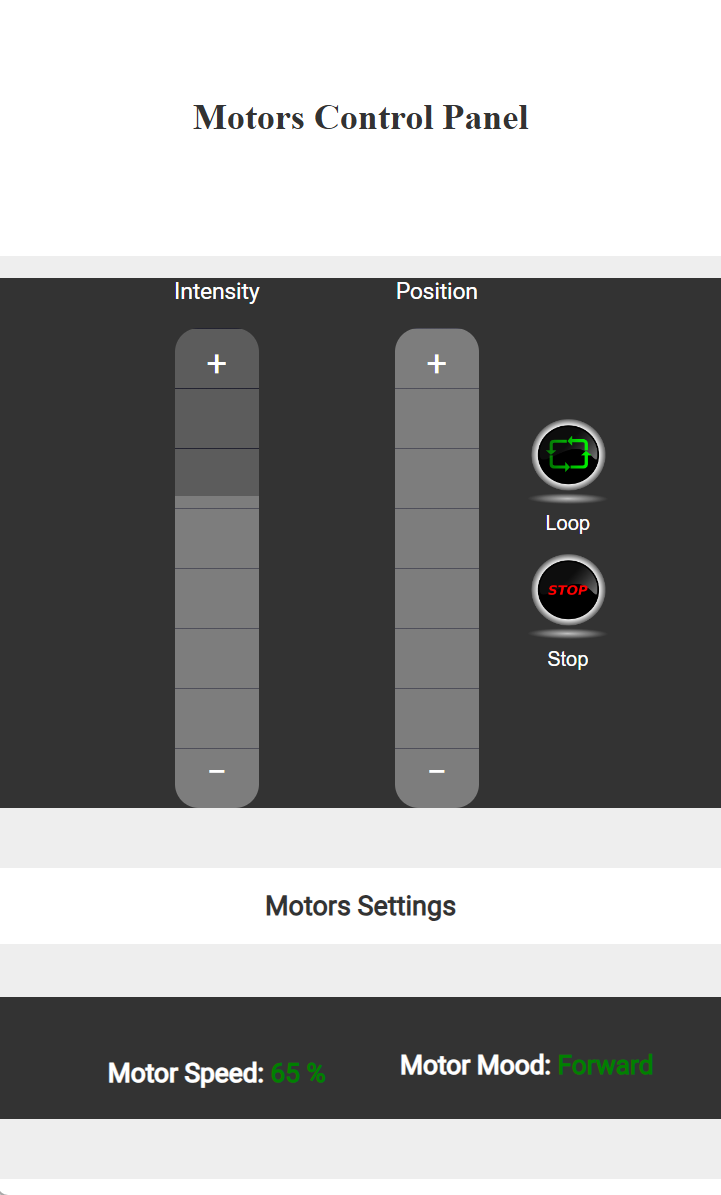 Motors Control Panel
Intensity
Position
+
+
Loop
STOP
Stop
−
−
Motors Settings
Motor Speed: 65 %
Motor Mood: Forward